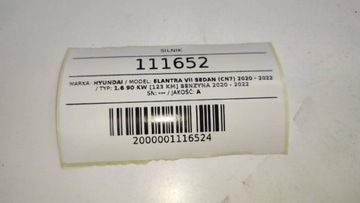 SILNIK
111652
MARKA: HYUNDAI / MODEL: ELANTRA VII SEDAN (CN7) 2020 - 2022
/ TYP: 1.6 90 KW [123 KM] BENZYNA 2020 - 2022
SN: --- / JAKOŚĆ: A
2000001116524